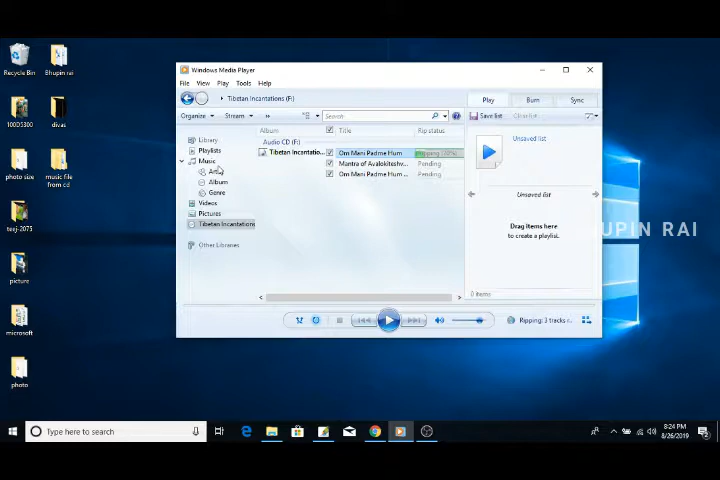 Recycle Bin
Bhupin rai
100D5300
divas
photo size
music file
from cd
teej-2075
picture
microsoft
photo
Windows Media Player
File View Play Tools Help
Tibetan Incantations (F:)
Organize Stream »
Search
Play Burn Sync
Save list Clear list
Library
Playlists
Music
Album
Genre
Videos
Pictures
Tibetan Incantations
Other Libraries
Album Title Rip status
Audio CD (F:)
Tibetan Incantatio... Om Mani Padme Hum
Mantra of Avalokiteshv... Pending
Om Mani Padme Hum ... Pending
Unsaved list
Unsaved list
Drag items here
to create a playlist.
0 items
Ripping: 3 tracks r...
UPIN RAI
Type here to search
8:24 PM
8/26/2019